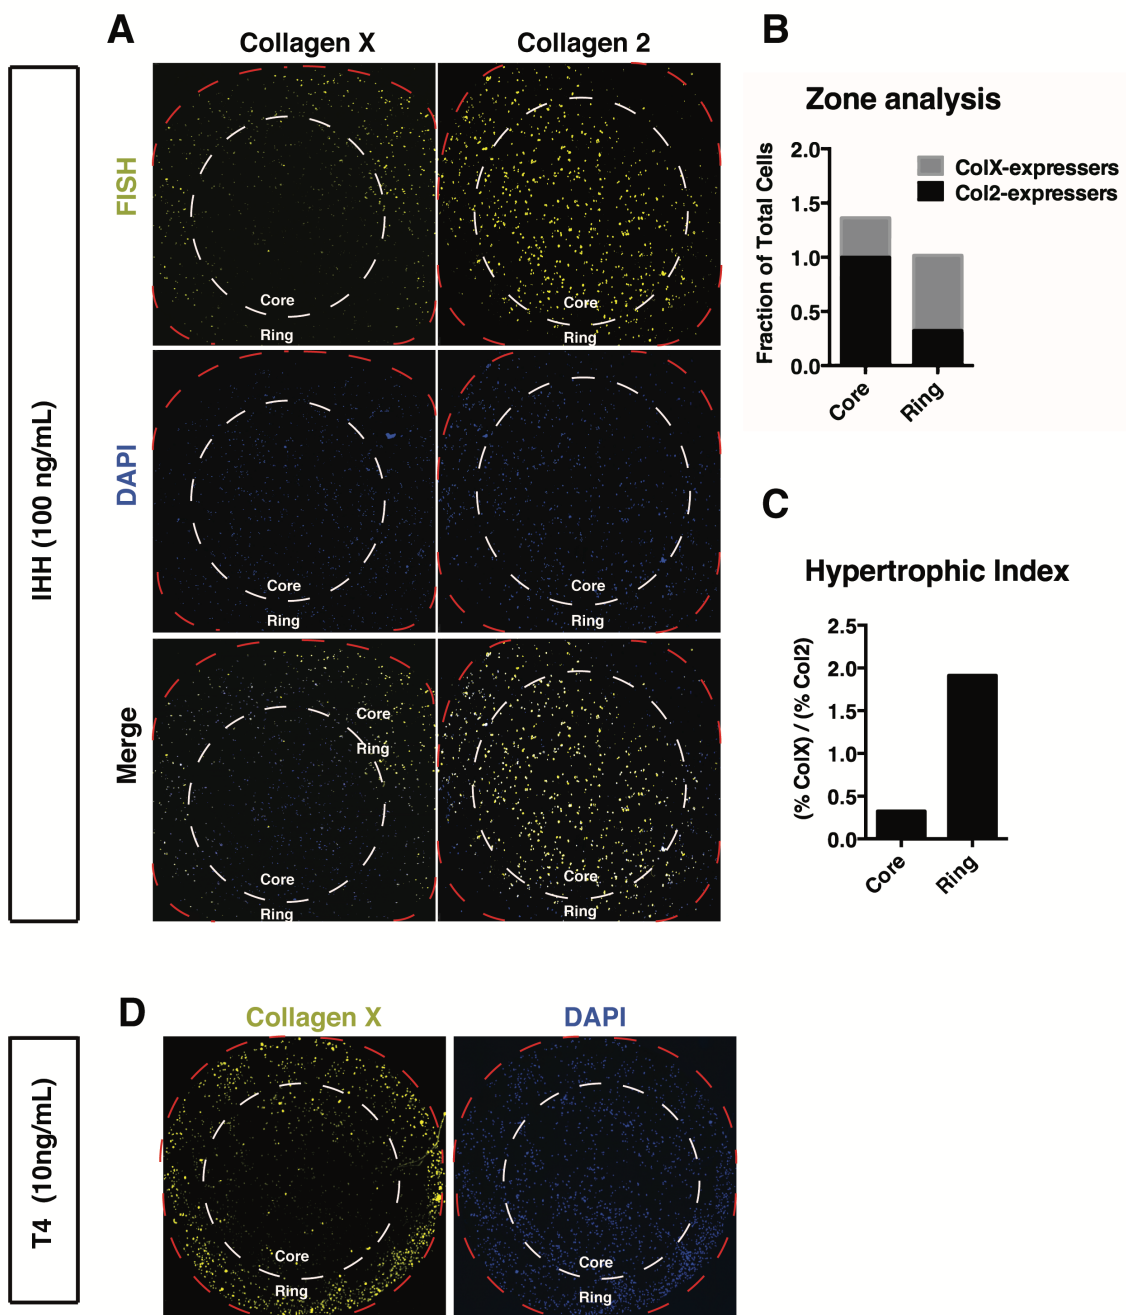 A
Collagen X
Collagen 2
IHH (100 ng/mL)
FISH
Core
Ring
Core
Ring
DAPI
Core
Ring
Core
Ring
Merge
Core
Ring
Core
Ring
Core
Ring
B
Zone analysis
Fraction of Total Cells
2.0
1.5
1.0
0.5
0.0
ColX-expressers
Col2-expressers
Core
Ring
C
Hypertrophic Index
(% ColX) / (% Col2)
2.5
2.0
1.5
1.0
0.5
0.0
Core
Ring
D
Collagen X
DAPI
T4 (10ng/mL)
Core
Ring
Core
Ring